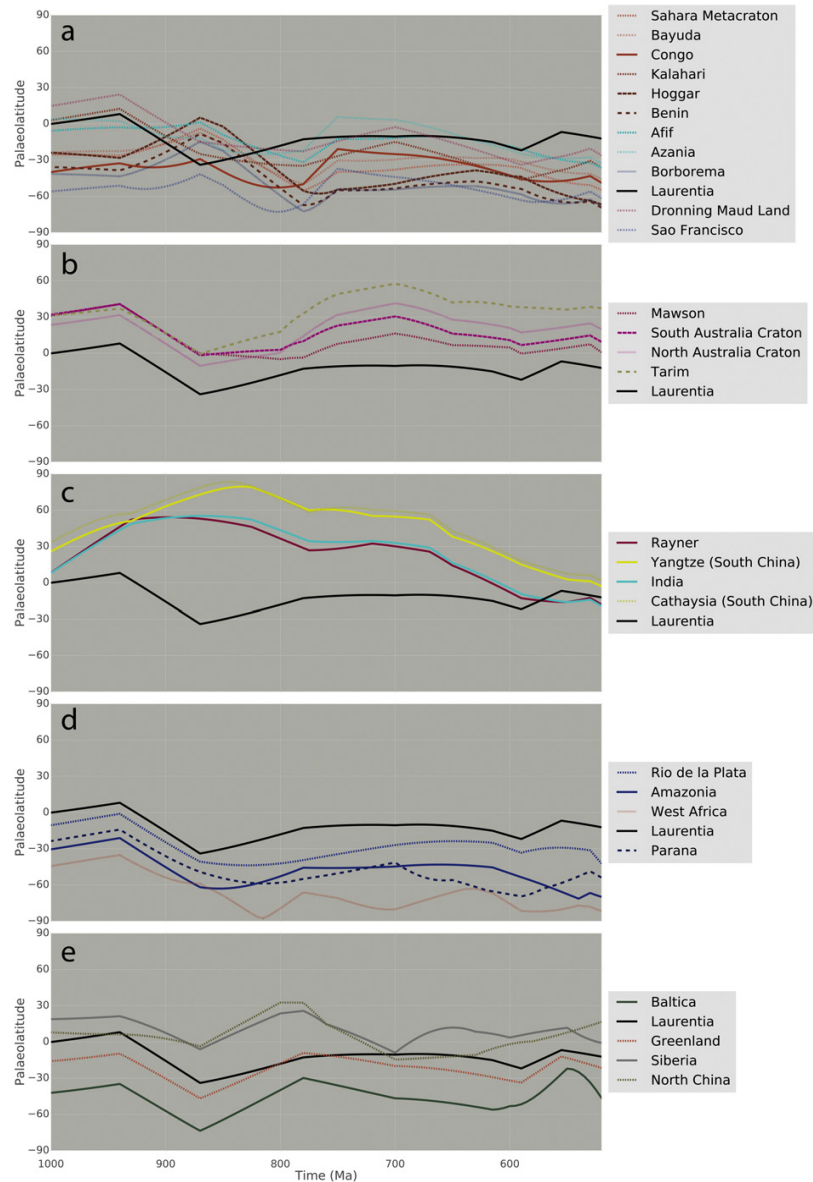 a
90
60
30
0
−30
−60
−90
Palaeolatitude
Sahara Metacraton
Bayuda
Congo
Kalahari
Hoggar
Benin
Afif
Azania
Borborema
Laurentia
Dronning Maud Land
Sao Francisco
b
90
60
30
0
−30
−60
−90
Palaeolatitude
Mawson
South Australia Craton
North Australia Craton
Tarim
Laurentia
c
90
60
30
0
−30
−60
−90
Palaeolatitude
Rayner
Yangtze (South China)
India
Cathaysia (South China)
Laurentia
d
90
60
30
0
−30
−60
−90
Palaeolatitude
Rio de la Plata
Amazonia
West Africa
Laurentia
Parana
e
90
60
30
0
−30
−60
−90
Palaeolatitude
Baltica
Laurentia
Greenland
Siberia
North China
1000 900 800 700 600
Time (Ma)